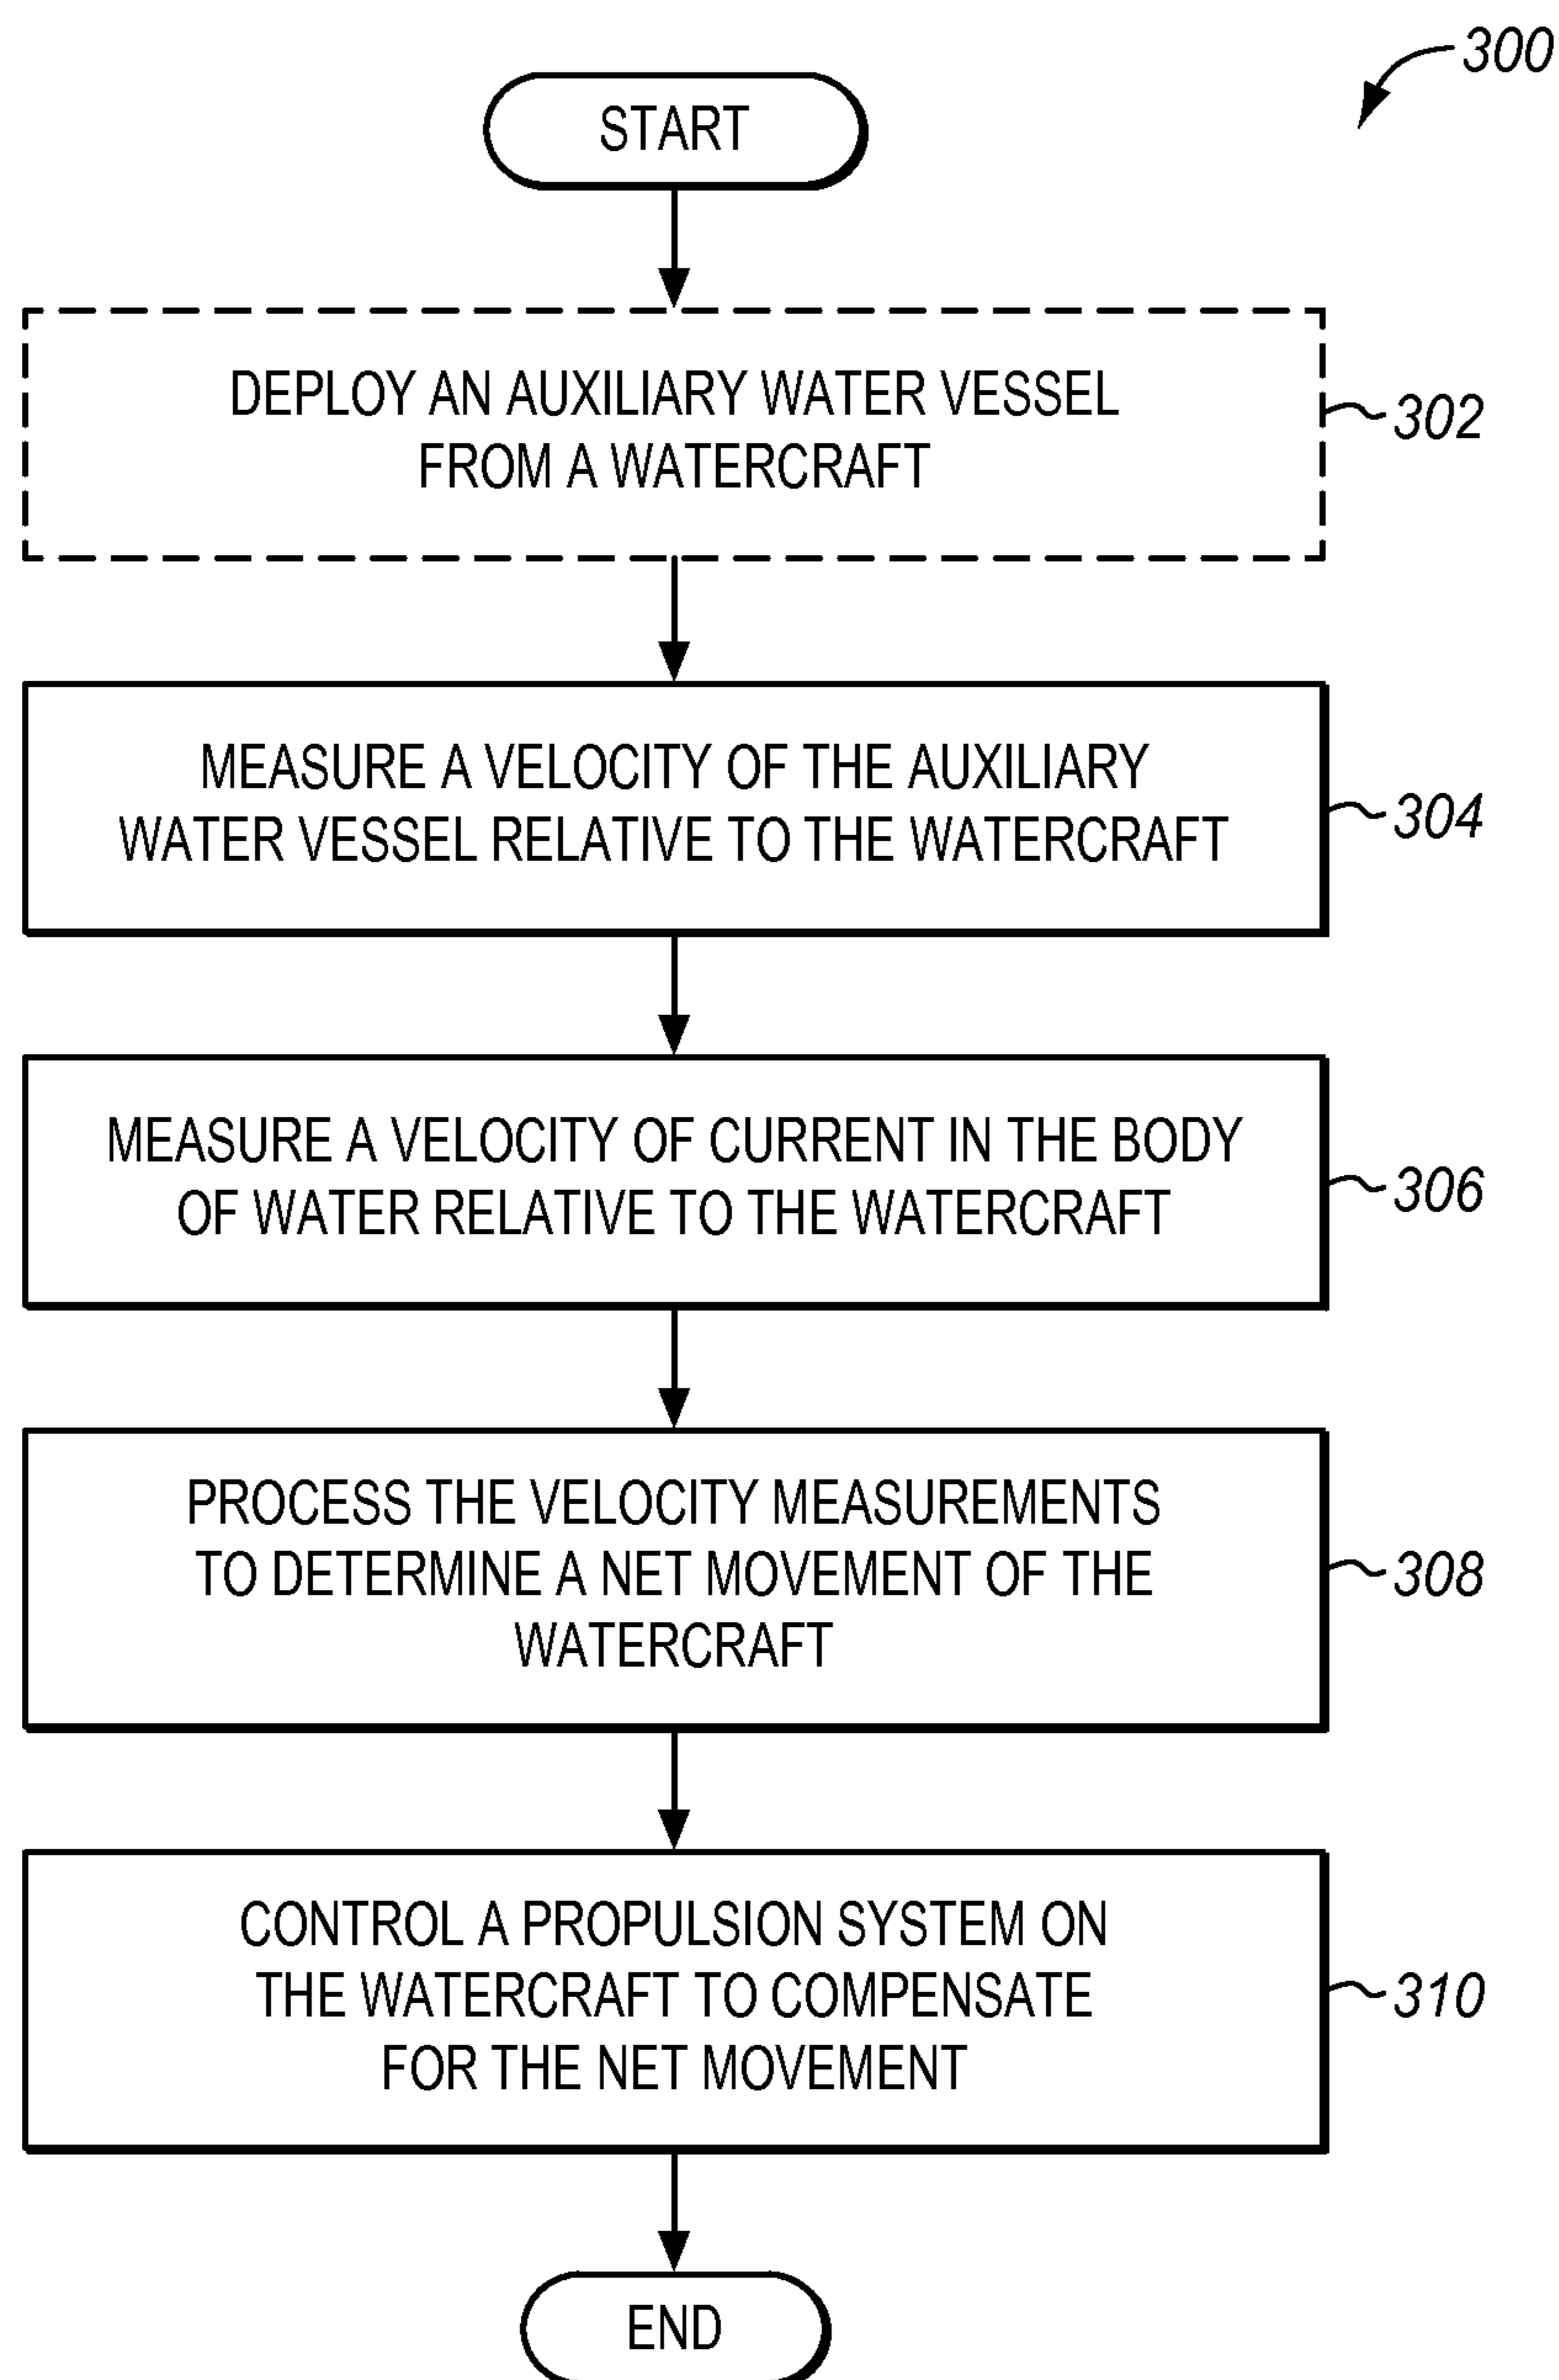 300
START
DEPLOY AN AUXILIARY WATER VESSEL
FROM A WATERCRAFT
302
MEASURE A VELOCITY OF THE AUXILIARY
WATER VESSEL RELATIVE TO THE WATERCRAFT
304
MEASURE A VELOCITY OF CURRENT IN THE BODY
OF WATER RELATIVE TO THE WATERCRAFT
306
PROCESS THE VELOCITY MEASUREMENTS
TO DETERMINE A NET MOVEMENT OF THE
WATERCRAFT
308
CONTROL A PROPULSION SYSTEM ON
THE WATERCRAFT TO COMPENSATE
FOR THE NET MOVEMENT
310
END